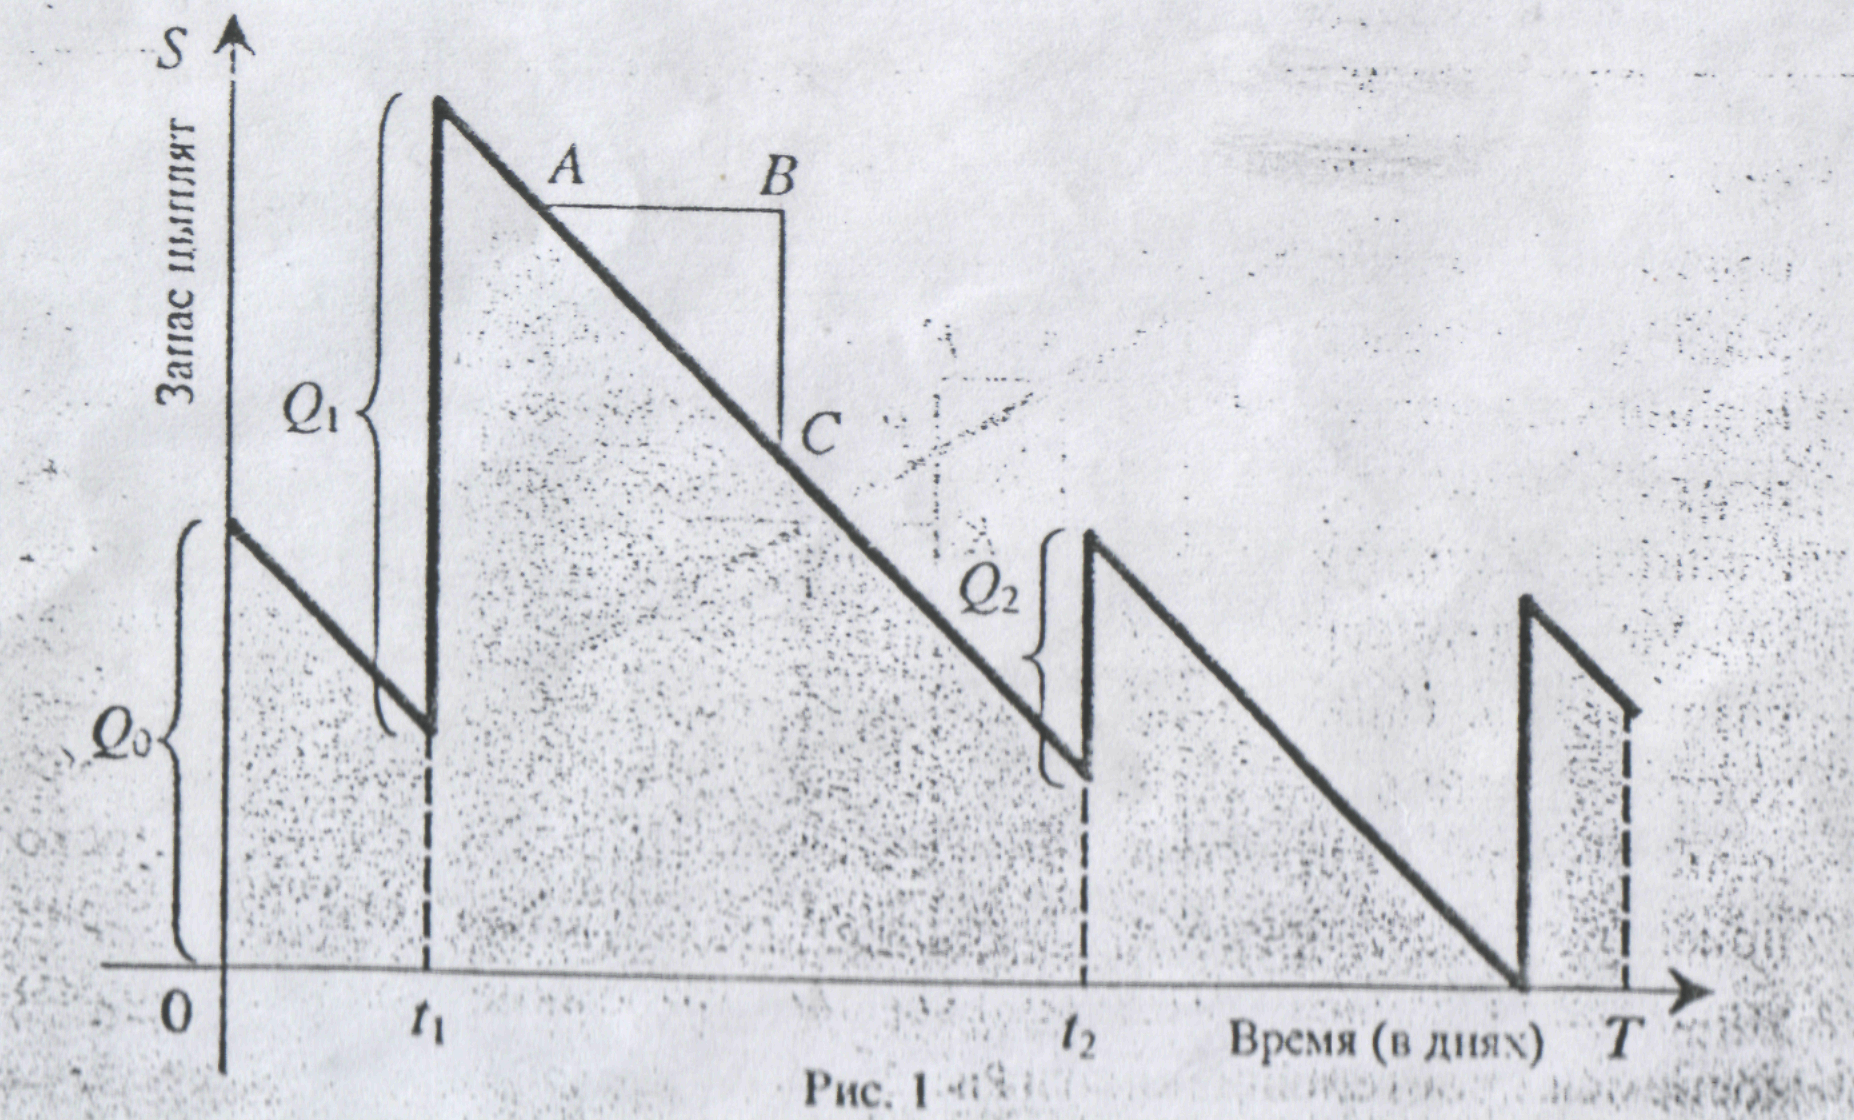 S
Запас цыплят
A
B
Q₁
C
Q₂
Q₀
0
t₁
t₂
Время (в днях)
T
Рис. 1